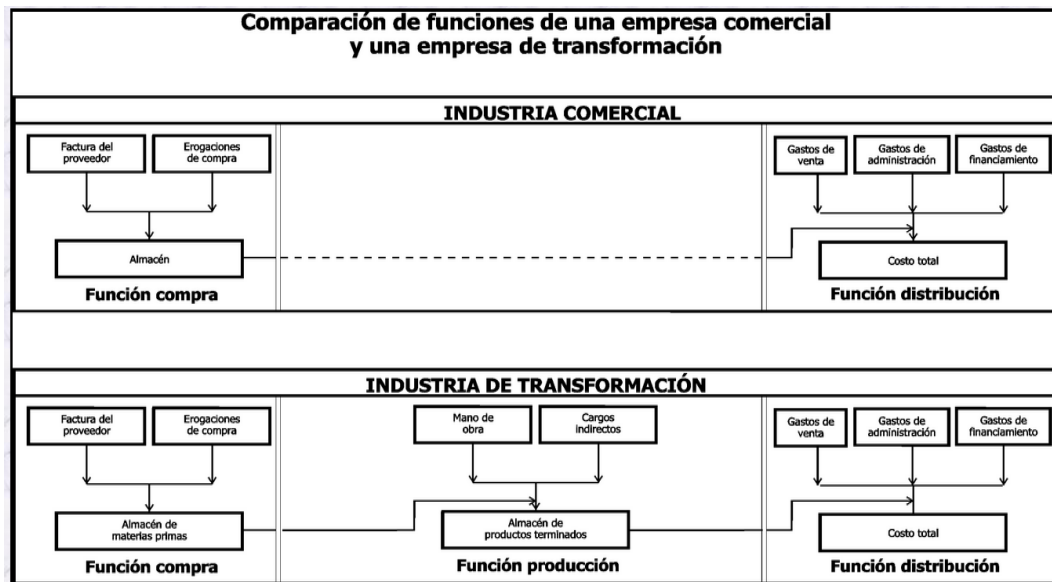 Comparación de funciones de una empresa comercial
y una empresa de transformación
INDUSTRIA COMERCIAL
Factura del
proveedor
Erogaciones
de compra
Gastos de
venta
Gastos de
administración
Gastos de
financiamiento
Almacén
Costo total
Función compra
Función distribución
INDUSTRIA DE TRANSFORMACIÓN
Factura del
proveedor
Erogaciones
de compra
Mano de
obra
Cargos
indirectos
Gastos de
venta
Gastos de
administración
Gastos de
financiamiento
Almacén de
materias primas
Almacén de
productos terminados
Costo total
Función compra
Función producción
Función distribución